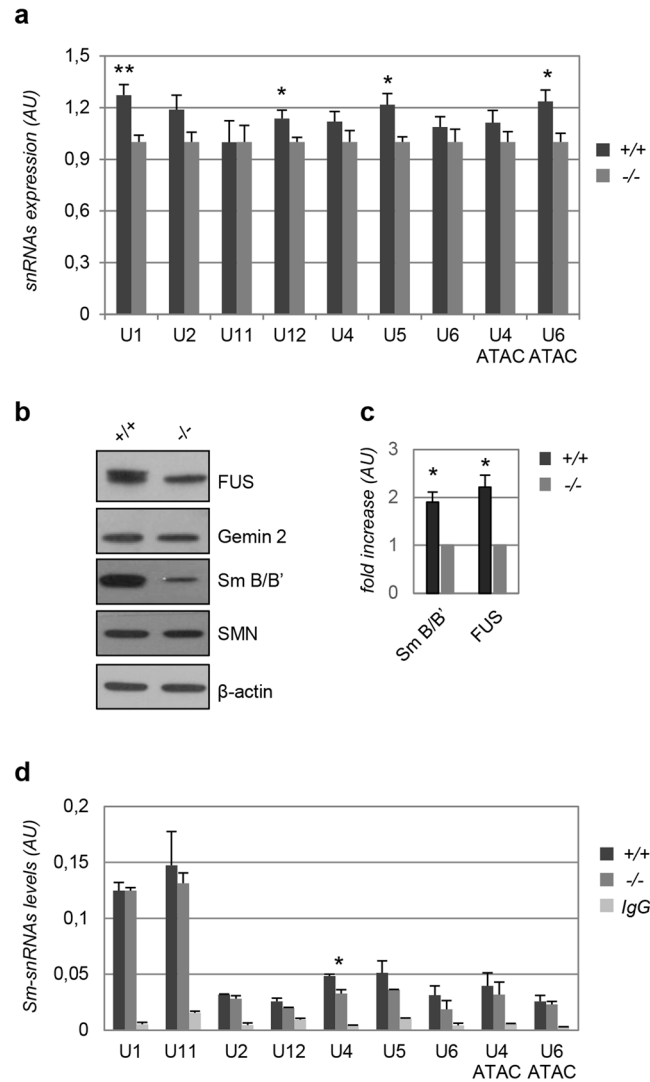 a
snRNAs expression (AU)
1,5
1,2
0,9
0,6
0,3
0
**
*
*
*
+/+
-/-
U1 U2 U11 U12 U4 U5 U6 U4 ATAC U6 ATAC
b
+/+ -/-
FUS
Gemin 2
Sm B/B'
SMN
β-actin
c
fold increase (AU)
3
2
1
0
* *
+/+
-/-
Sm B/B' FUS
d
Sm-snRNAs levels (AU)
0,2
0,15
0,1
0,05
0
*
+/+
-/-
IgG
U1 U11 U2 U12 U4 U5 U6 U4 ATAC U6 ATAC